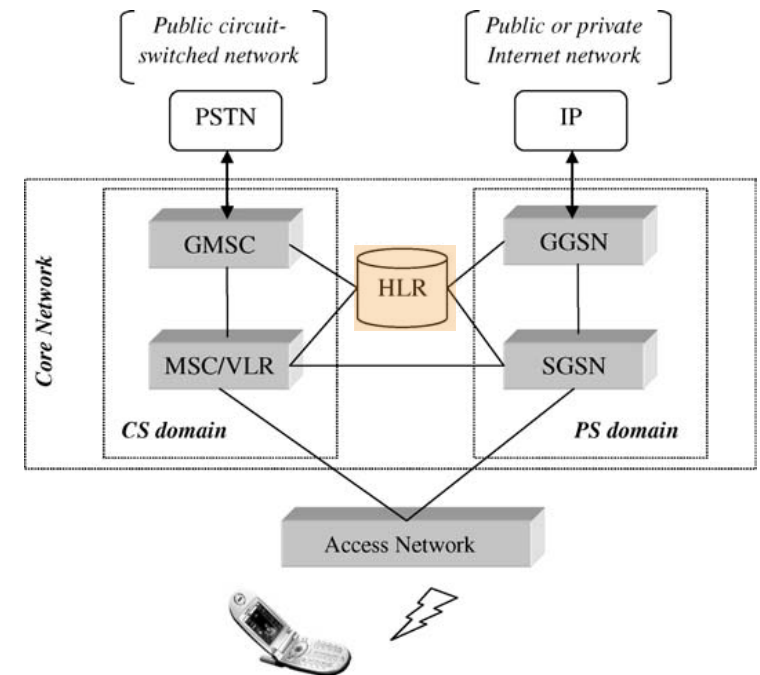 Public circuit-
switched network
Public or private
Internet network
PSTN
IP
GMSC
GGSN
HLR
Core Network
MSC/VLR
SGSN
CS domain
PS domain
Access Network